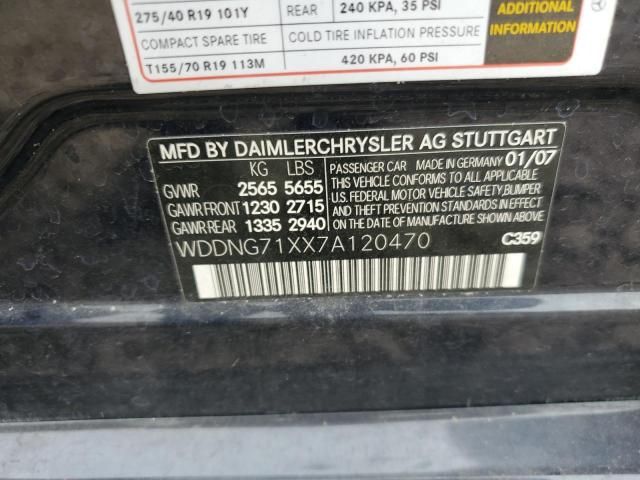 275/40 R19 101Y REAR 240 KPA, 35 PSI
COMPACT SPARE TIRE COLD TIRE INFLATION PRESSURE
T155/70 R19 113M 420 KPA, 60 PSI
ADDITIONAL
INFORMATION
MFD BY DAIMLERCHRYSLER AG STUTTGART
KG LBS
GVWR 2565 5655
GAWR FRONT 1230 2715
GAWR REAR 1335 2940
PASSENGER CAR MADE IN GERMANY 01/07
THIS VEHICLE CONFORMS TO ALL APPLICABLE
U.S. FEDERAL MOTOR VEHICLE SAFETY, BUMPER
AND THEFT PREVENTION STANDARDS IN
EFFECT ON THE DATE OF MANUFACTURE
SHOWN ABOVE.
WDDNG71XX7A120470 C359